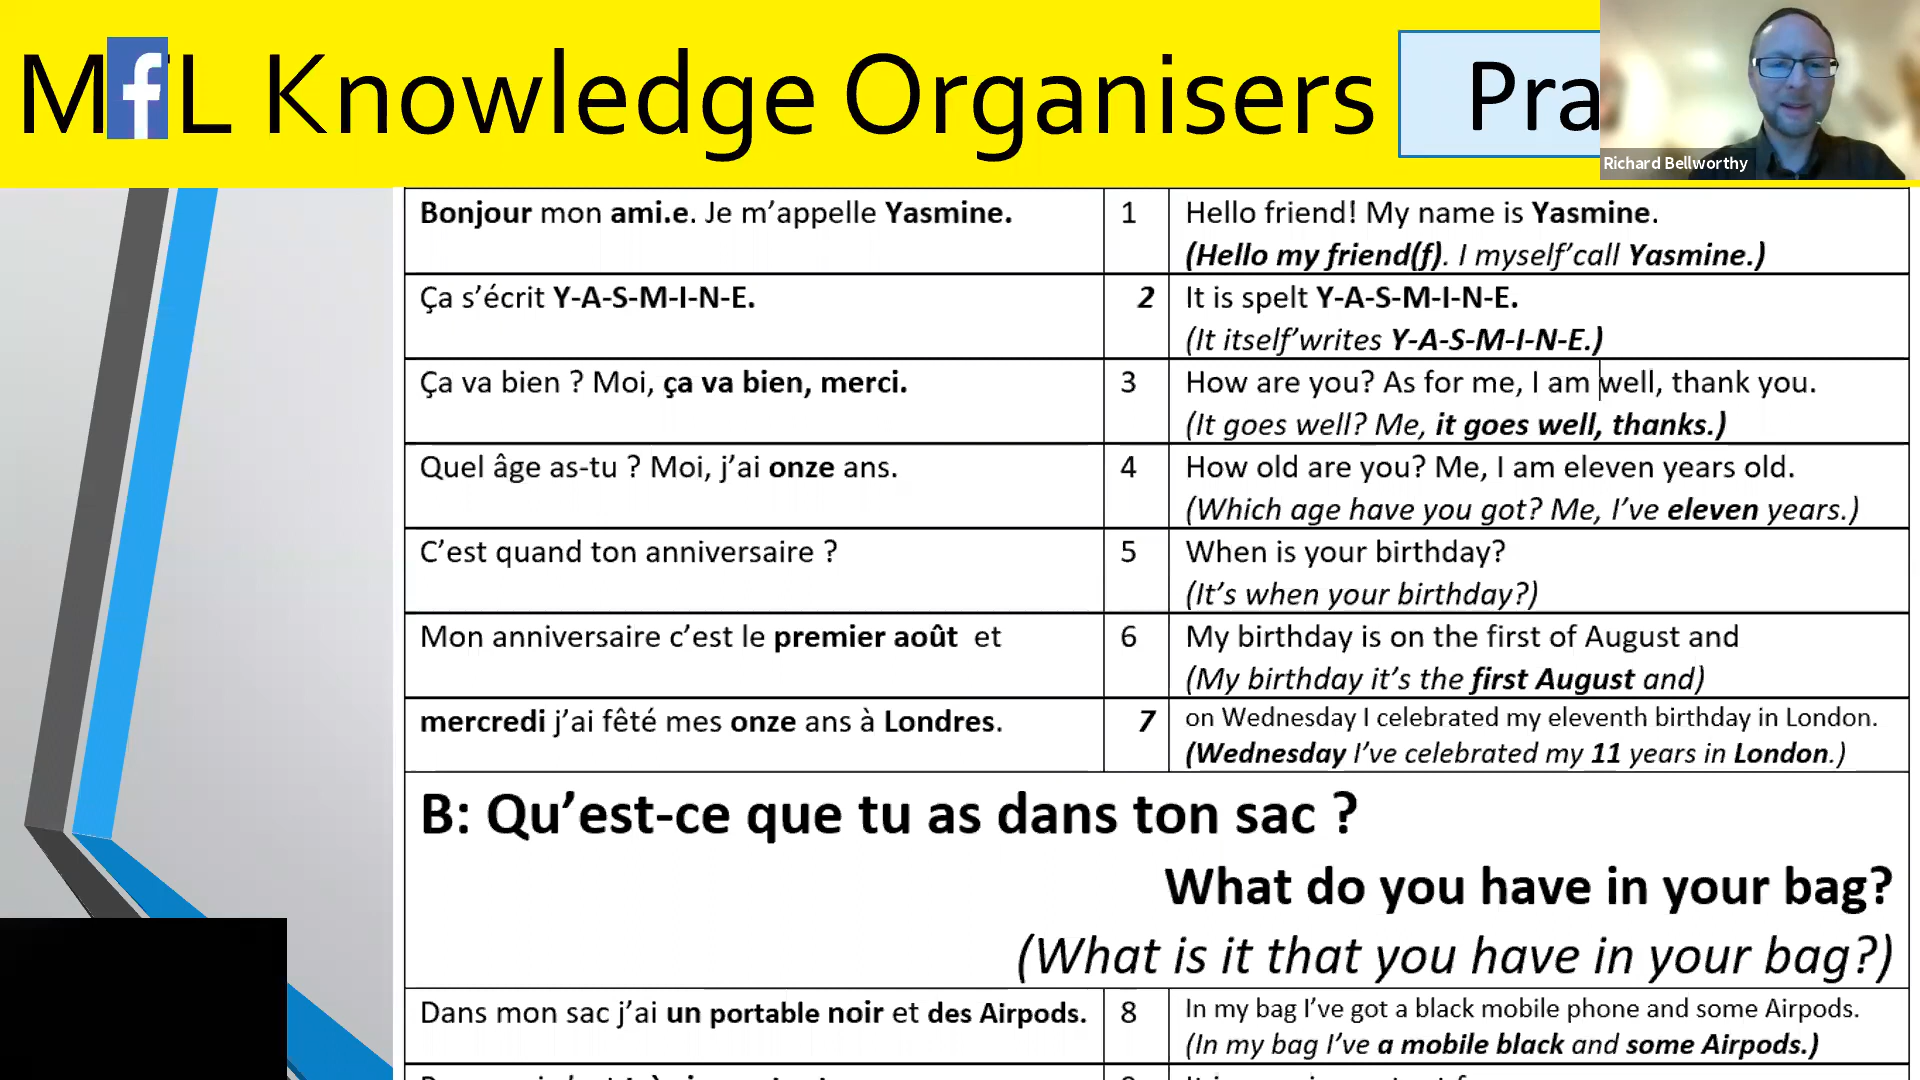 MfL Knowledge Organisers
Richard Bellworthy
Bonjour mon ami.e. Je m’appelle Yasmine.
1
Hello friend! My name is Yasmine.
(Hello my friend(f). I myself’call Yasmine.)
Ça s’écrit Y-A-S-M-I-N-E.
2
It is spelt Y-A-S-M-I-N-E.
(It itself’writes Y-A-S-M-I-N-E.)
Ça va bien ? Moi, ça va bien, merci.
3
How are you? As for me, I am well, thank you.
(It goes well? Me, it goes well, thanks.)
Quel âge as-tu ? Moi, j’ai onze ans.
4
How old are you? Me, I am eleven years old.
(Which age have you got? Me, I’ve eleven years.)
C’est quand ton anniversaire ?
5
When is your birthday?
(It’s when your birthday?)
Mon anniversaire c’est le premier août et
6
My birthday is on the first of August and
(My birthday it’s the first August and)
mercredi j’ai fêté mes onze ans à Londres.
7
on Wednesday I celebrated my eleventh birthday in London.
(Wednesday I’ve celebrated my 11 years in London.)
B: Qu’est-ce que tu as dans ton sac ?
What do you have in your bag?
(What is it that you have in your bag?)
Dans mon sac j’ai un portable noir et des Airpods.
8
In my bag I’ve got a black mobile phone and some Airpods.
(In my bag I’ve a mobile black and some Airpods.)